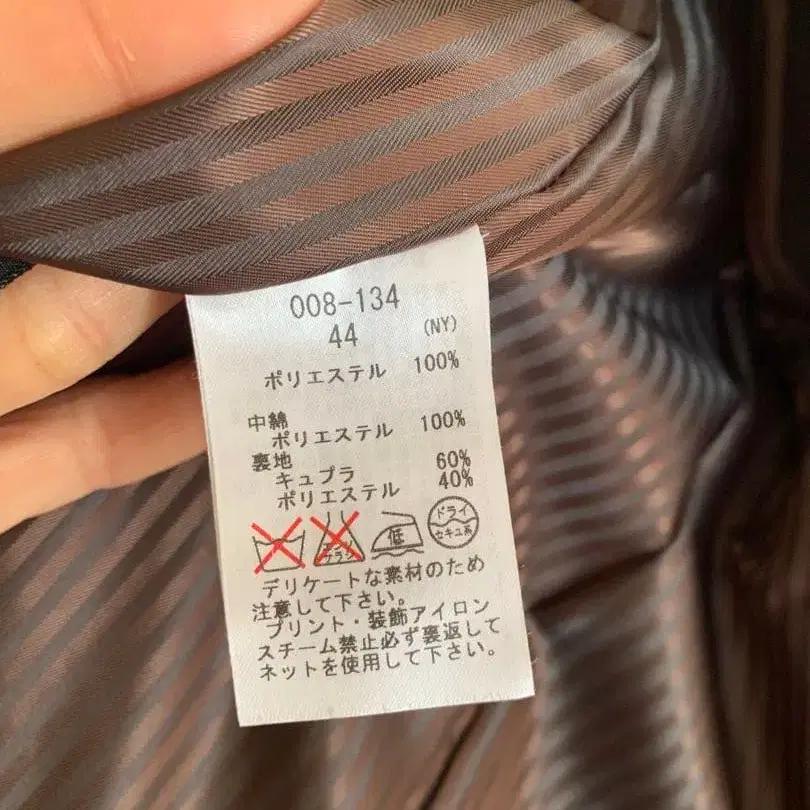 008-134
44 (NY)
ポリエステル 100%
中綿
ポリエステル 100%
裏地
キュプラ 60%
ポリエステル 40%
低 ドライ
セキユ系
デリケートな素材のため
注意して下さい。
プリント・装飾アイロン
スチーム禁止必ず裏返して
ネットを使用して下さい。